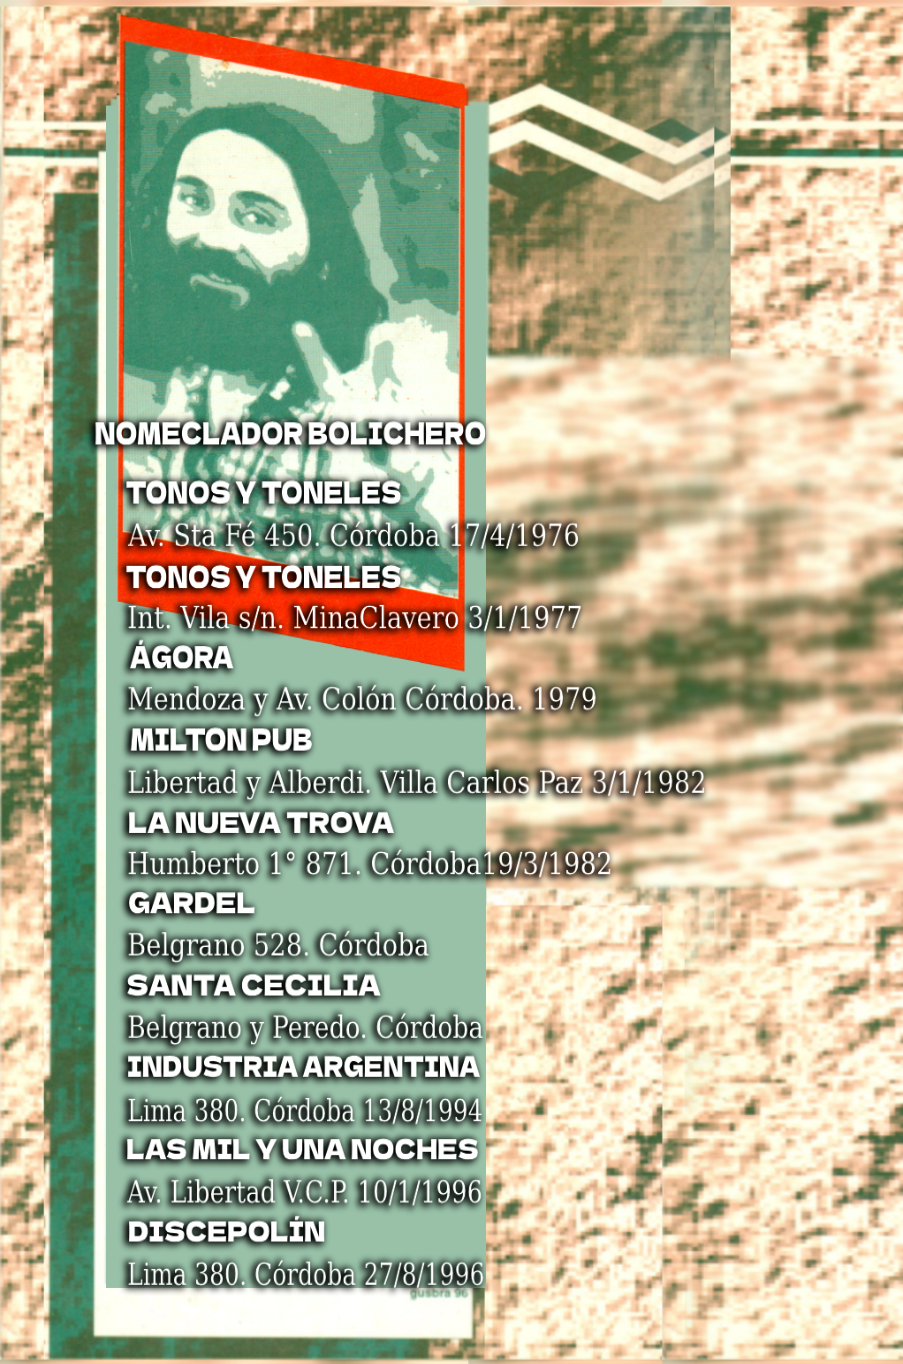 NOMECLADOR BOLICHERO
TONOS Y TONELES
Av. Sta Fé 450. Córdoba 17/4/1976
TONOS Y TONELES
Int. Vila s/n. MinaClavero 3/1/1977
ÁGORA
Mendoza y Av. Colón Córdoba. 1979
MILTON PUB
Libertad y Alberdi. Villa Carlos Paz 3/1/1982
LA NUEVA TROVA
Humberto 1° 871. Córdoba19/3/1982
GARDEL
Belgrano 528. Córdoba
SANTA CECILIA
Belgrano y Peredo. Córdoba
INDUSTRIA ARGENTINA
Lima 380. Córdoba 13/8/1994
LAS MIL Y UNA NOCHES
Av. Libertad V.C.P. 10/1/1996
DISCEPOLÍN
Lima 380. Córdoba 27/8/1996
gusbra 96